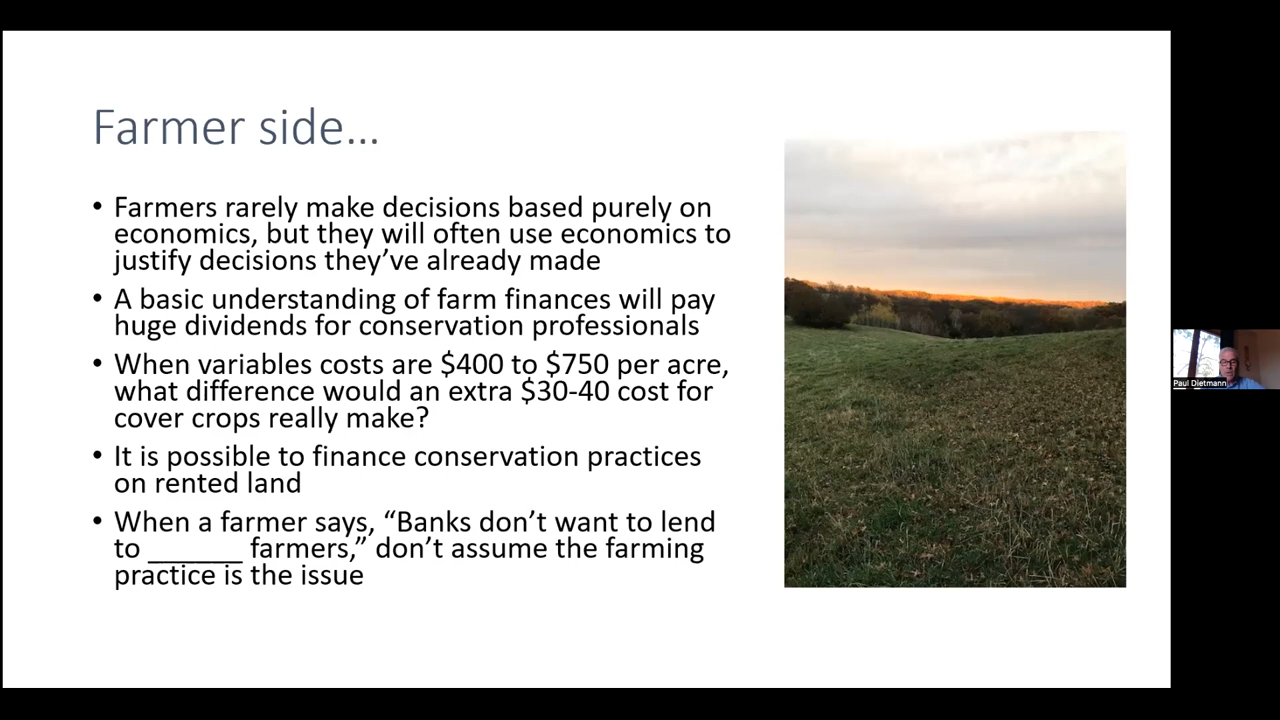 Farmer side…
• Farmers rarely make decisions based purely on
economics, but they will often use economics to
justify decisions they’ve already made
• A basic understanding of farm finances will pay
huge dividends for conservation professionals
• When variables costs are $400 to $750 per acre,
what difference would an extra $30-40 cost for
cover crops really make?
• It is possible to finance conservation practices
on rented land
• When a farmer says, “Banks don’t want to lend
to _______ farmers,” don’t assume the farming
practice is the issue
Paul Dietmann